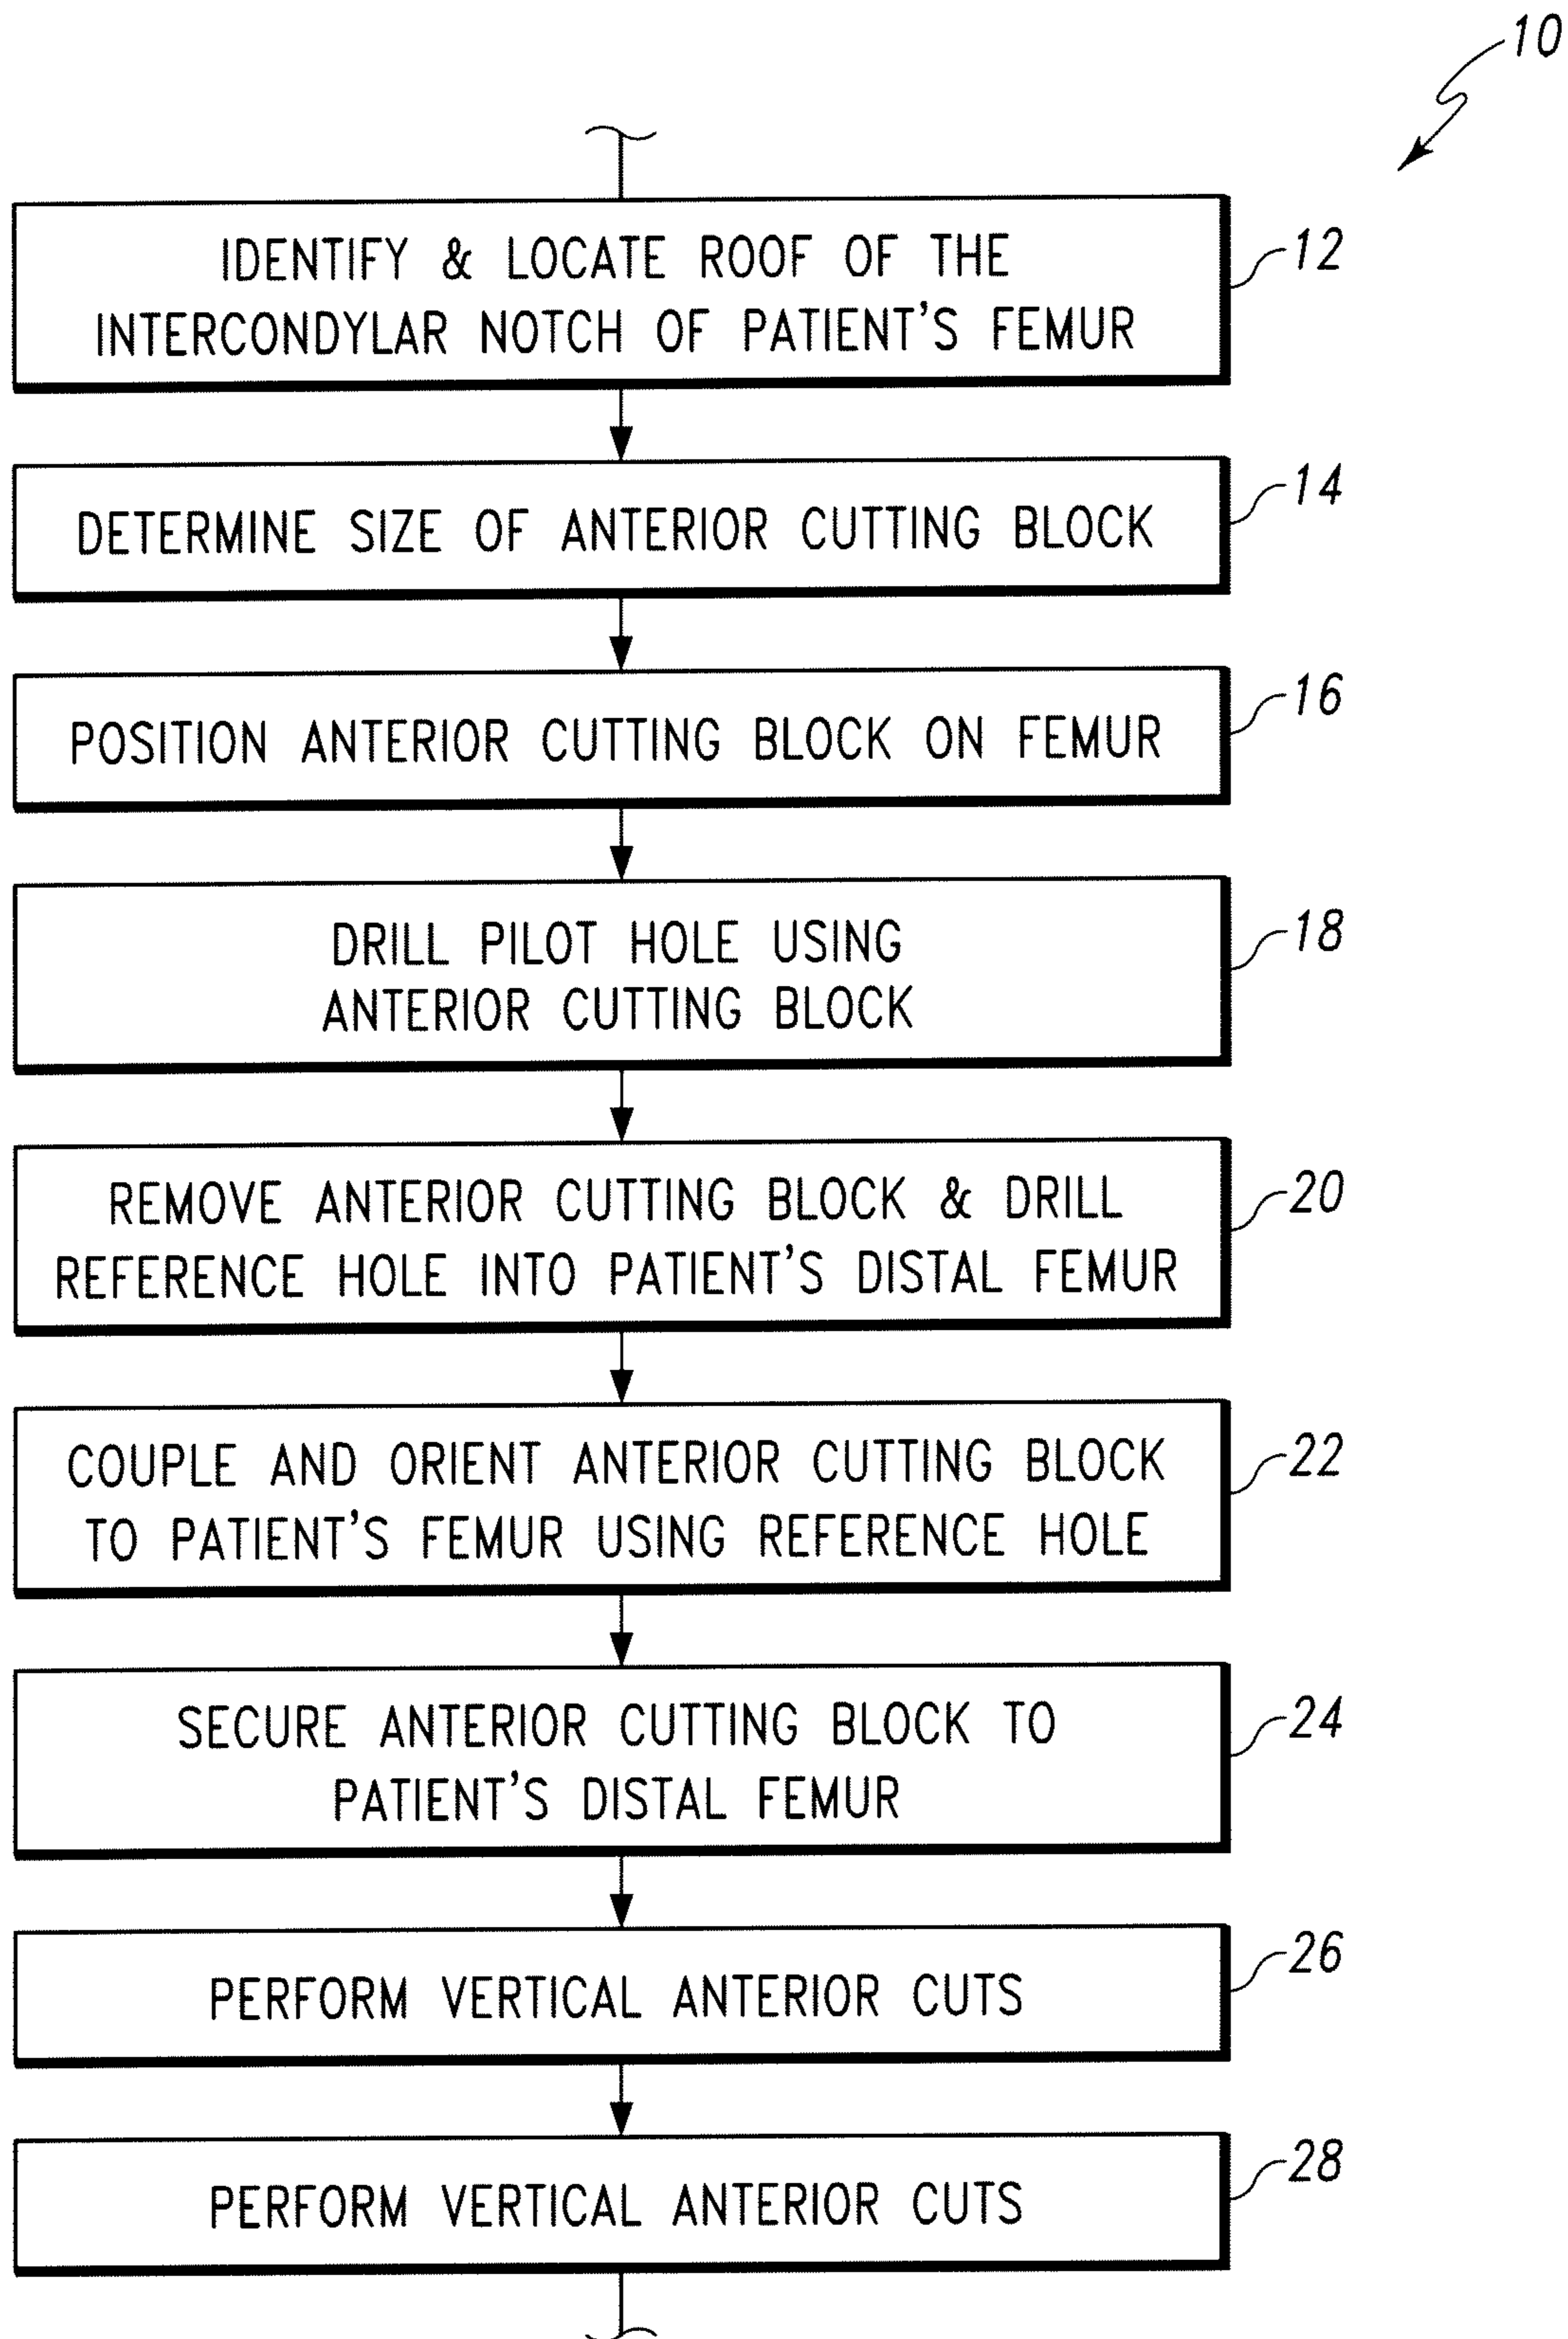 10
IDENTIFY & LOCATE ROOF OF THE
INTERCONDYLAR NOTCH OF PATIENT'S FEMUR
12
DETERMINE SIZE OF ANTERIOR CUTTING BLOCK
14
POSITION ANTERIOR CUTTING BLOCK ON FEMUR
16
DRILL PILOT HOLE USING
ANTERIOR CUTTING BLOCK
18
REMOVE ANTERIOR CUTTING BLOCK & DRILL
REFERENCE HOLE INTO PATIENT'S DISTAL FEMUR
20
COUPLE AND ORIENT ANTERIOR CUTTING BLOCK
TO PATIENT'S FEMUR USING REFERENCE HOLE
22
SECURE ANTERIOR CUTTING BLOCK TO
PATIENT'S DISTAL FEMUR
24
PERFORM VERTICAL ANTERIOR CUTS
26
PERFORM VERTICAL ANTERIOR CUTS
28